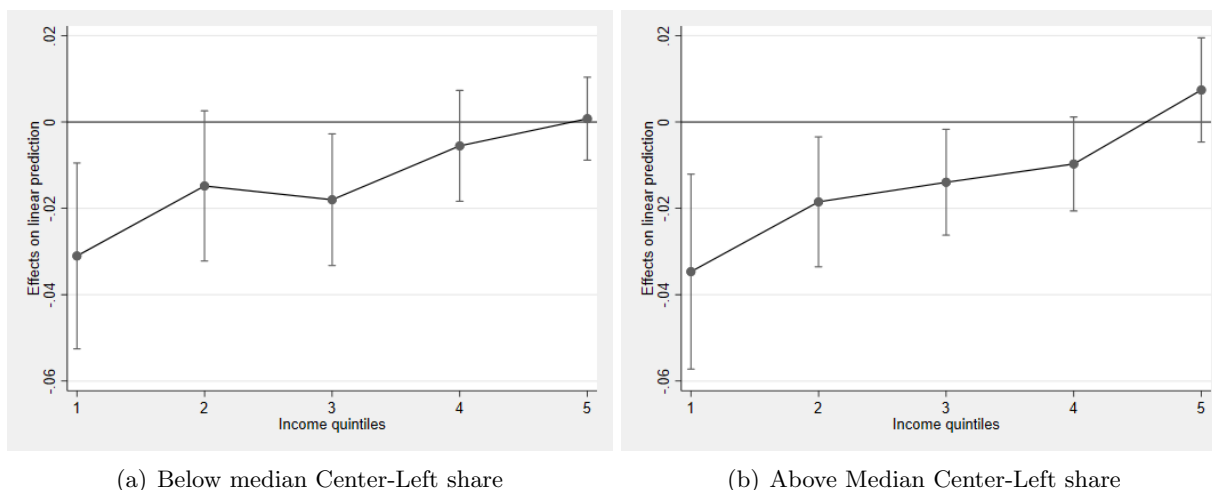 .02
0
-.02
-.04
-.06
Effects on linear prediction
1 2 3 4 5
Income quintiles
(a) Below median Center-Left share
.02
0
-.02
-.04
-.06
Effects on linear prediction
1 2 3 4 5
Income quintiles
(b) Above Median Center-Left share